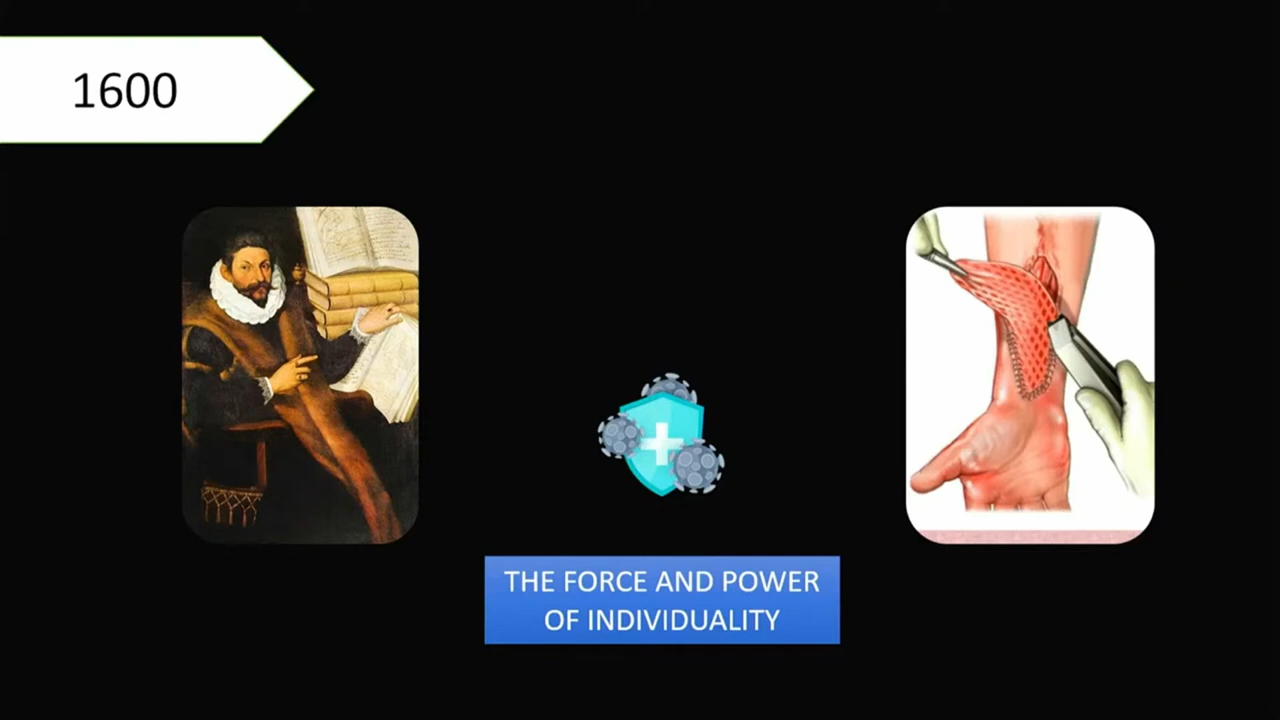 1600
THE FORCE AND POWER
OF INDIVIDUALITY